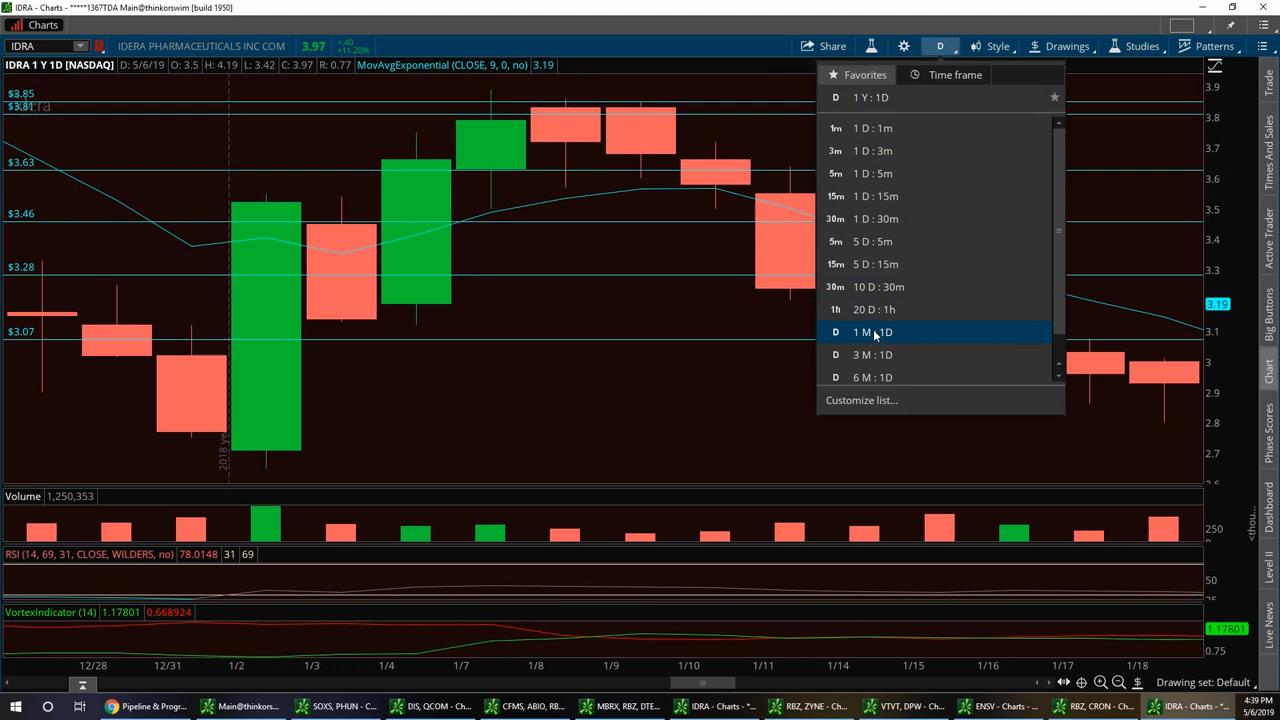 IDRA - Charts - *****1367TDA Main@thinkorswim [build 1950]
Charts
IDRA
IDERA PHARMACEUTICALS INC COM
3.97
+.40
+11.20%
Share
D
Style
Drawings
Studies
Patterns
IDRA 1 Y 1D [NASDAQ]
D: 5/6/19
O: 3.5
H: 4.19
L: 3.42
C: 3.97
R: 0.77
MovAvgExponential (CLOSE, 9, 0, no)
3.19
Favorites
Time frame
D 1 Y : 1D
1m 1 D : 1m
3m 1 D : 3m
5m 1 D : 5m
15m 1 D : 15m
30m 1 D : 30m
5m 5 D : 5m
15m 5 D : 15m
30m 10 D : 30m
1h 20 D : 1h
D 1 M : 1D
D 3 M : 1D
D 6 M : 1D
Customize list...
$3.85
$3.81
$3.63
$3.46
$3.28
$3.07
3.9
3.8
3.7
3.6
3.5
3.4
3.3
3.19
3.1
3
2.9
2.8
2.7
Trade
Times And Sales
Active Trader
Big Buttons
Chart
Phase Scores
Dashboard
Level II
Live News
Volume
1,250,353
250
<thou...
RSI (14, 69, 31, CLOSE, WILDERS, no)
78.0148
31
69
50
25
VortexIndicator (14)
1.17801
0.668924
1.17801
0.75
12/28
12/31
1/2
1/3
1/4
1/7
1/8
1/9
1/10
1/11
1/14
1/15
1/16
1/17
1/18
Drawing set: Default
Pipeline & Progr...
Main@thinkors...
SOXS, PHUN - C...
DIS, QCOM - Ch...
CFMS, ABIO, RB...
MBRX, RBZ, DTE...
IDRA - Charts - *...
RBZ, ZYNE - Ch...
VTVT, DPW - C...
ENSV - Charts - ...
RBZ, CRON - Ch...
IDRA - Charts - *...
4:39 PM
5/6/2019